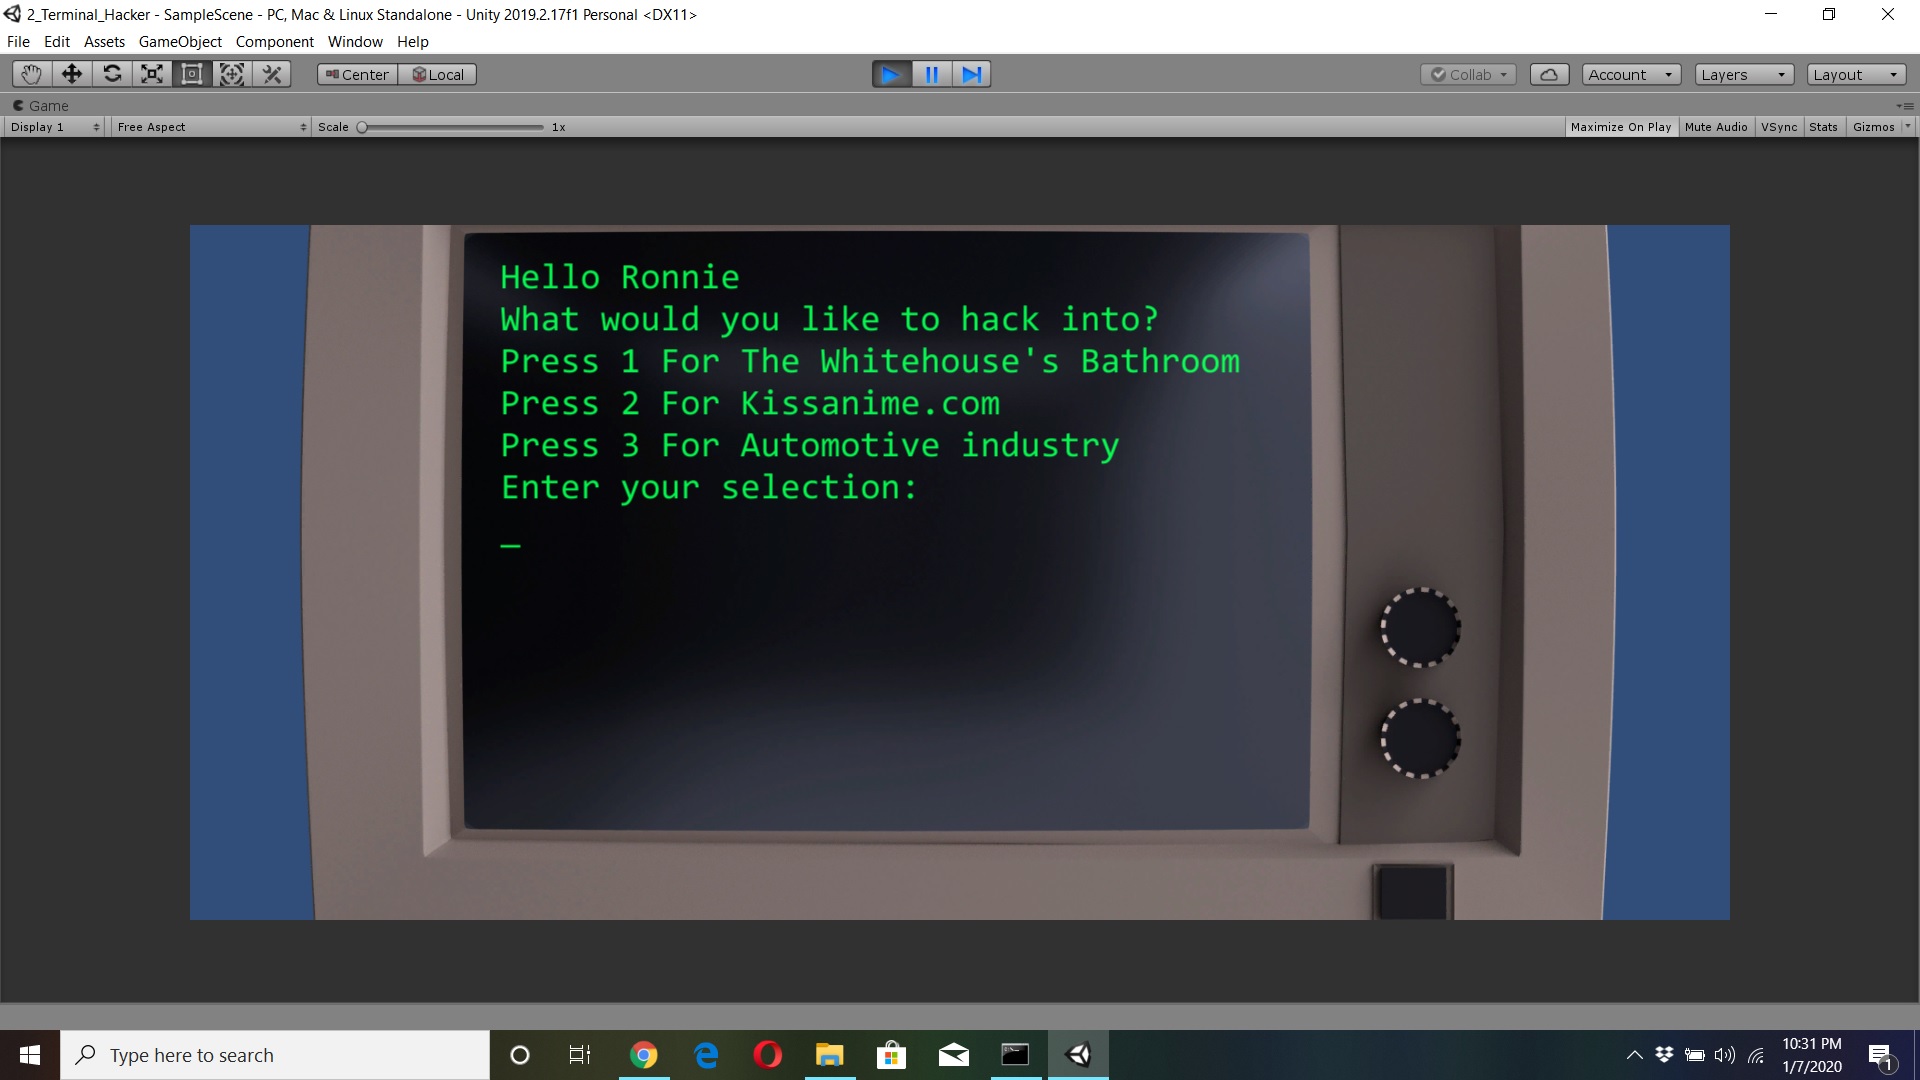 2_Terminal_Hacker - SampleScene - PC, Mac & Linux Standalone - Unity 2019.2.17f1 Personal <DX11>
File Edit Assets GameObject Component Window Help
Center Local Collab Account Layers Layout
Game
Display 1 Free Aspect Scale 1x Maximize On Play Mute Audio VSync Stats Gizmos
Hello Ronnie
What would you like to hack into?
Press 1 For The Whitehouse's Bathroom
Press 2 For Kissanime.com
Press 3 For Automotive industry
Enter your selection:
_
Type here to search
10:31 PM
1/7/2020
1